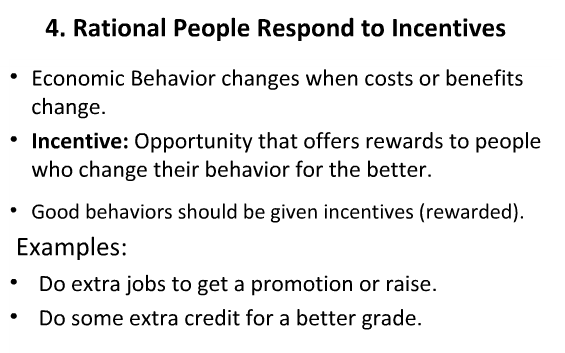 4. Rational People Respond to Incentives
• Economic Behavior changes when costs or benefits
change.
• Incentive: Opportunity that offers rewards to people
who change their behavior for the better.
• Good behaviors should be given incentives (rewarded).
Examples:
• Do extra jobs to get a promotion or raise.
• Do some extra credit for a better grade.